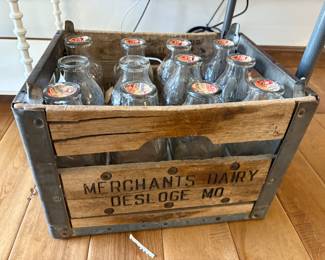 MERCHANTS DAIRY
DESLOGE MO.